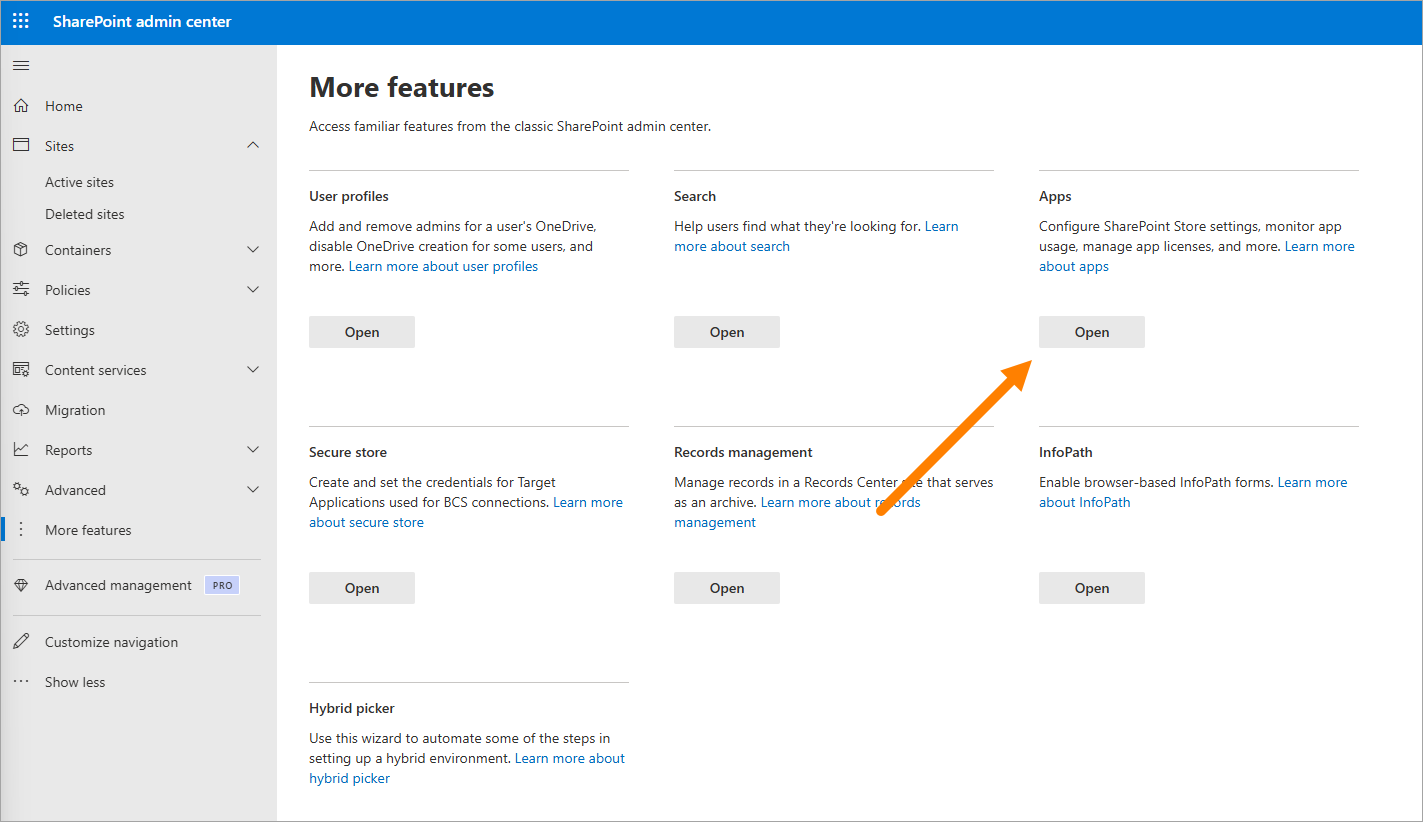 SharePoint admin center
Home
Sites
Active sites
Deleted sites
Containers
Policies
Settings
Content services
Migration
Reports
Advanced
More features
Advanced management PRO
Customize navigation
Show less
More features
Access familiar features from the classic SharePoint admin center.
User profiles
Add and remove admins for a user's OneDrive,
disable OneDrive creation for some users, and
more. Learn more about user profiles
Open
Search
Help users find what they're looking for. Learn
more about search
Open
Apps
Configure SharePoint Store settings, monitor app
usage, manage app licenses, and more. Learn more
about apps
Open
Secure store
Create and set the credentials for Target
Applications used for BCS connections. Learn more
about secure store
Open
Records management
Manage records in a Records Center site that serves
as an archive. Learn more about records
management
Open
InfoPath
Enable browser-based InfoPath forms. Learn more
about InfoPath
Open
Hybrid picker
Use this wizard to automate some of the steps in
setting up a hybrid environment. Learn more about
hybrid picker